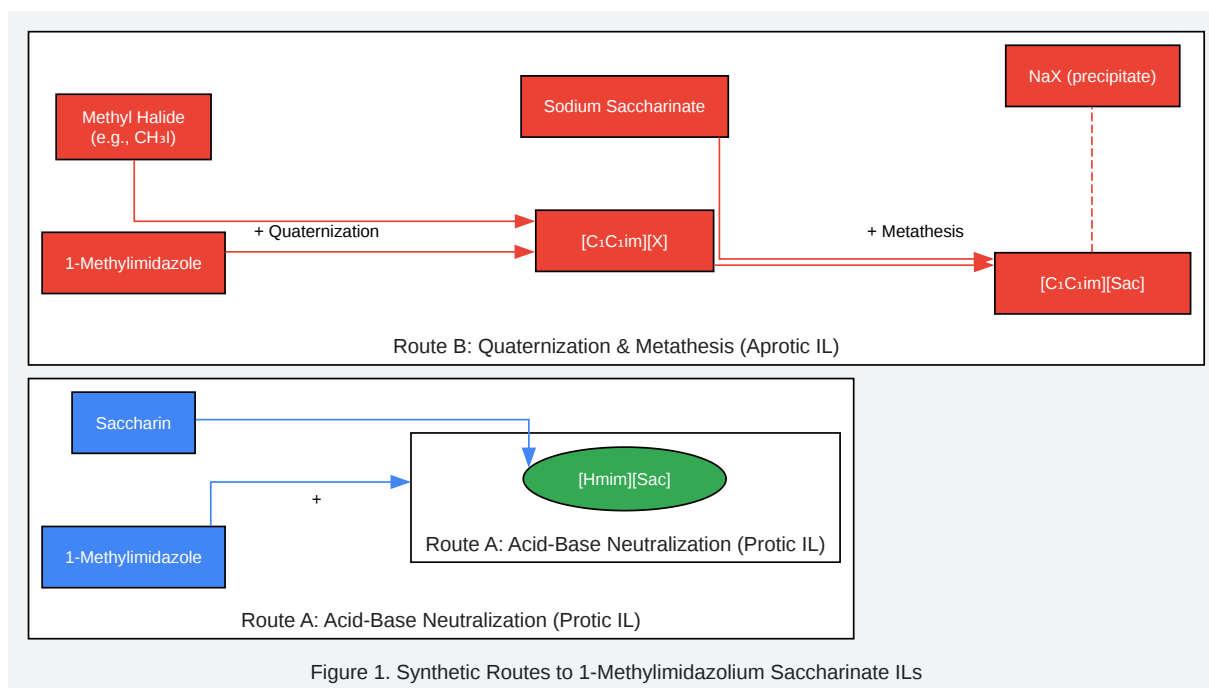 NaX (precipitate)
Sodium Saccharinate
Methyl Halide
(e.g., CH₃I)
+ Quaternization
[C₁C₁im][X]
+ Metathesis
1-Methylimidazole
[C₁C₁im][Sac]
Route B: Quaternization & Metathesis (Aprotic IL)
Saccharin
[Hmim][Sac]
+
Route A: Acid-Base Neutralization (Protic IL)
1-Methylimidazole
Route A: Acid-Base Neutralization (Protic IL)
Figure 1. Synthetic Routes to 1-Methylimidazolium Saccharinate ILs